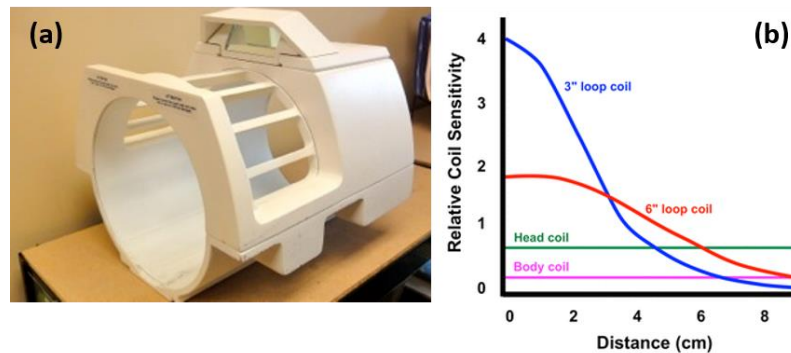 (a)
(b)
Relative Coil Sensitivity
4
3
2
1
0
3" loop coil
6" loop coil
Head coil
Body coil
0 2 4 6 8
Distance (cm)